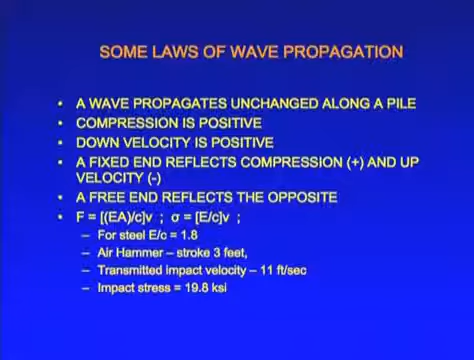 SOME LAWS OF WAVE PROPAGATION
• A WAVE PROPAGATES UNCHANGED ALONG A PILE
• COMPRESSION IS POSITIVE
• DOWN VELOCITY IS POSITIVE
• A FIXED END REFLECTS COMPRESSION (+) AND UP
VELOCITY (-)
• A FREE END REFLECTS THE OPPOSITE
• F = [(EA)/c]v ; σ = [E/c]v ;
– For steel E/c = 1.8
– Air Hammer – stroke 3 feet,
– Transmitted impact velocity – 11 ft/sec
– Impact stress = 19.8 ksi